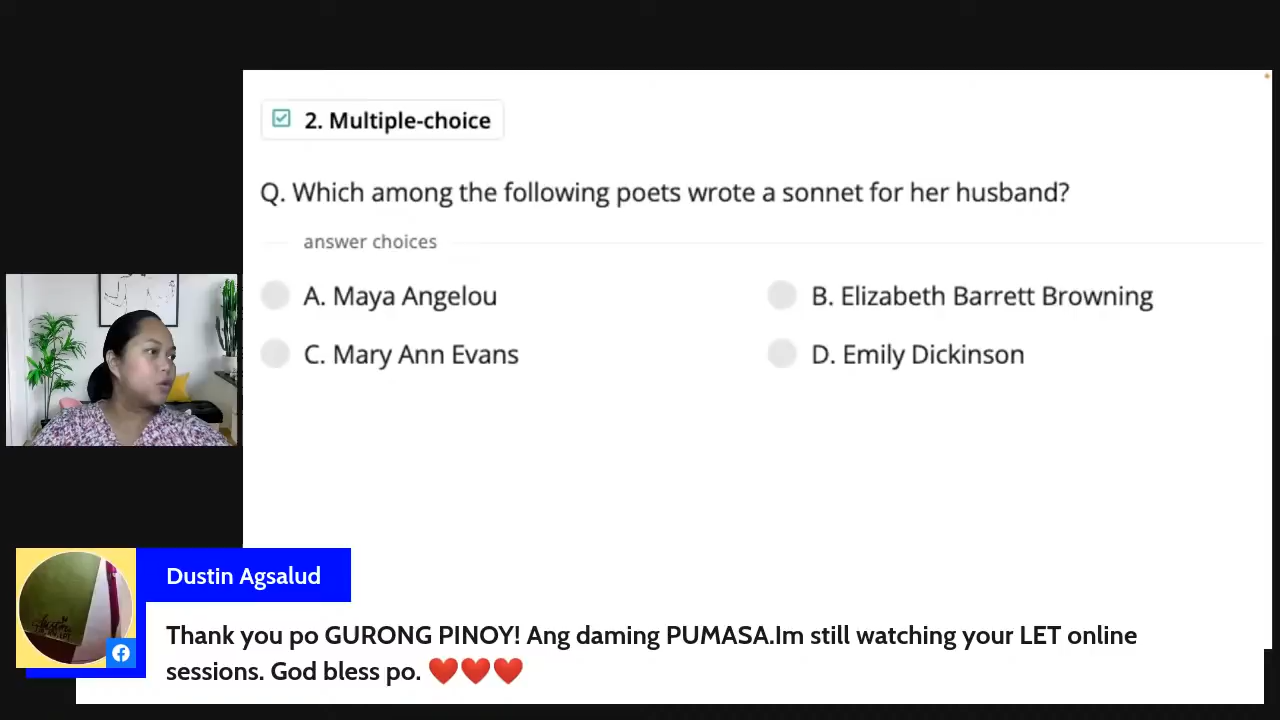 2. Multiple-choice
Q. Which among the following poets wrote a sonnet for her husband?
answer choices
A. Maya Angelou
B. Elizabeth Barrett Browning
C. Mary Ann Evans
D. Emily Dickinson
Dustin Agsalud
Thank you po GURONG PINOY! Ang daming PUMASA.Im still watching your LET online
sessions. God bless po. ❤️❤️❤️